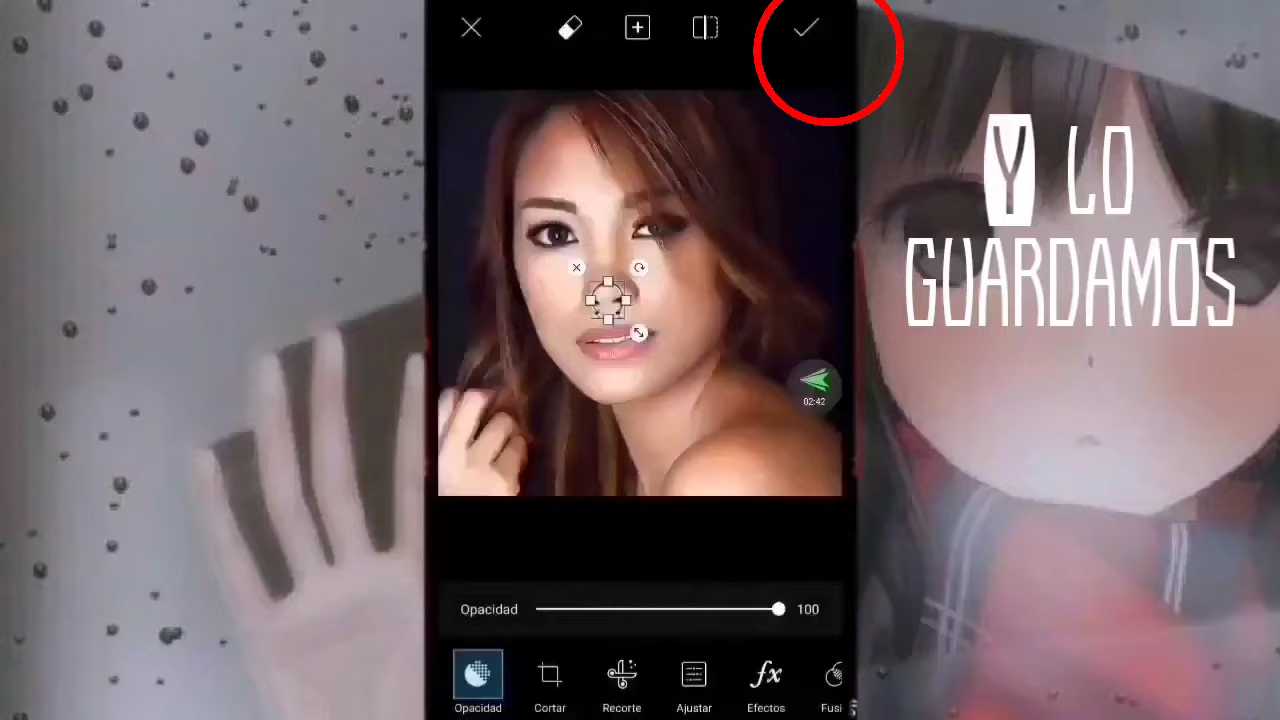 Y LO
GUARDAMOS
02:42
Opacidad 100
Opacidad Cortar Recorte Ajustar Efectos Fusi